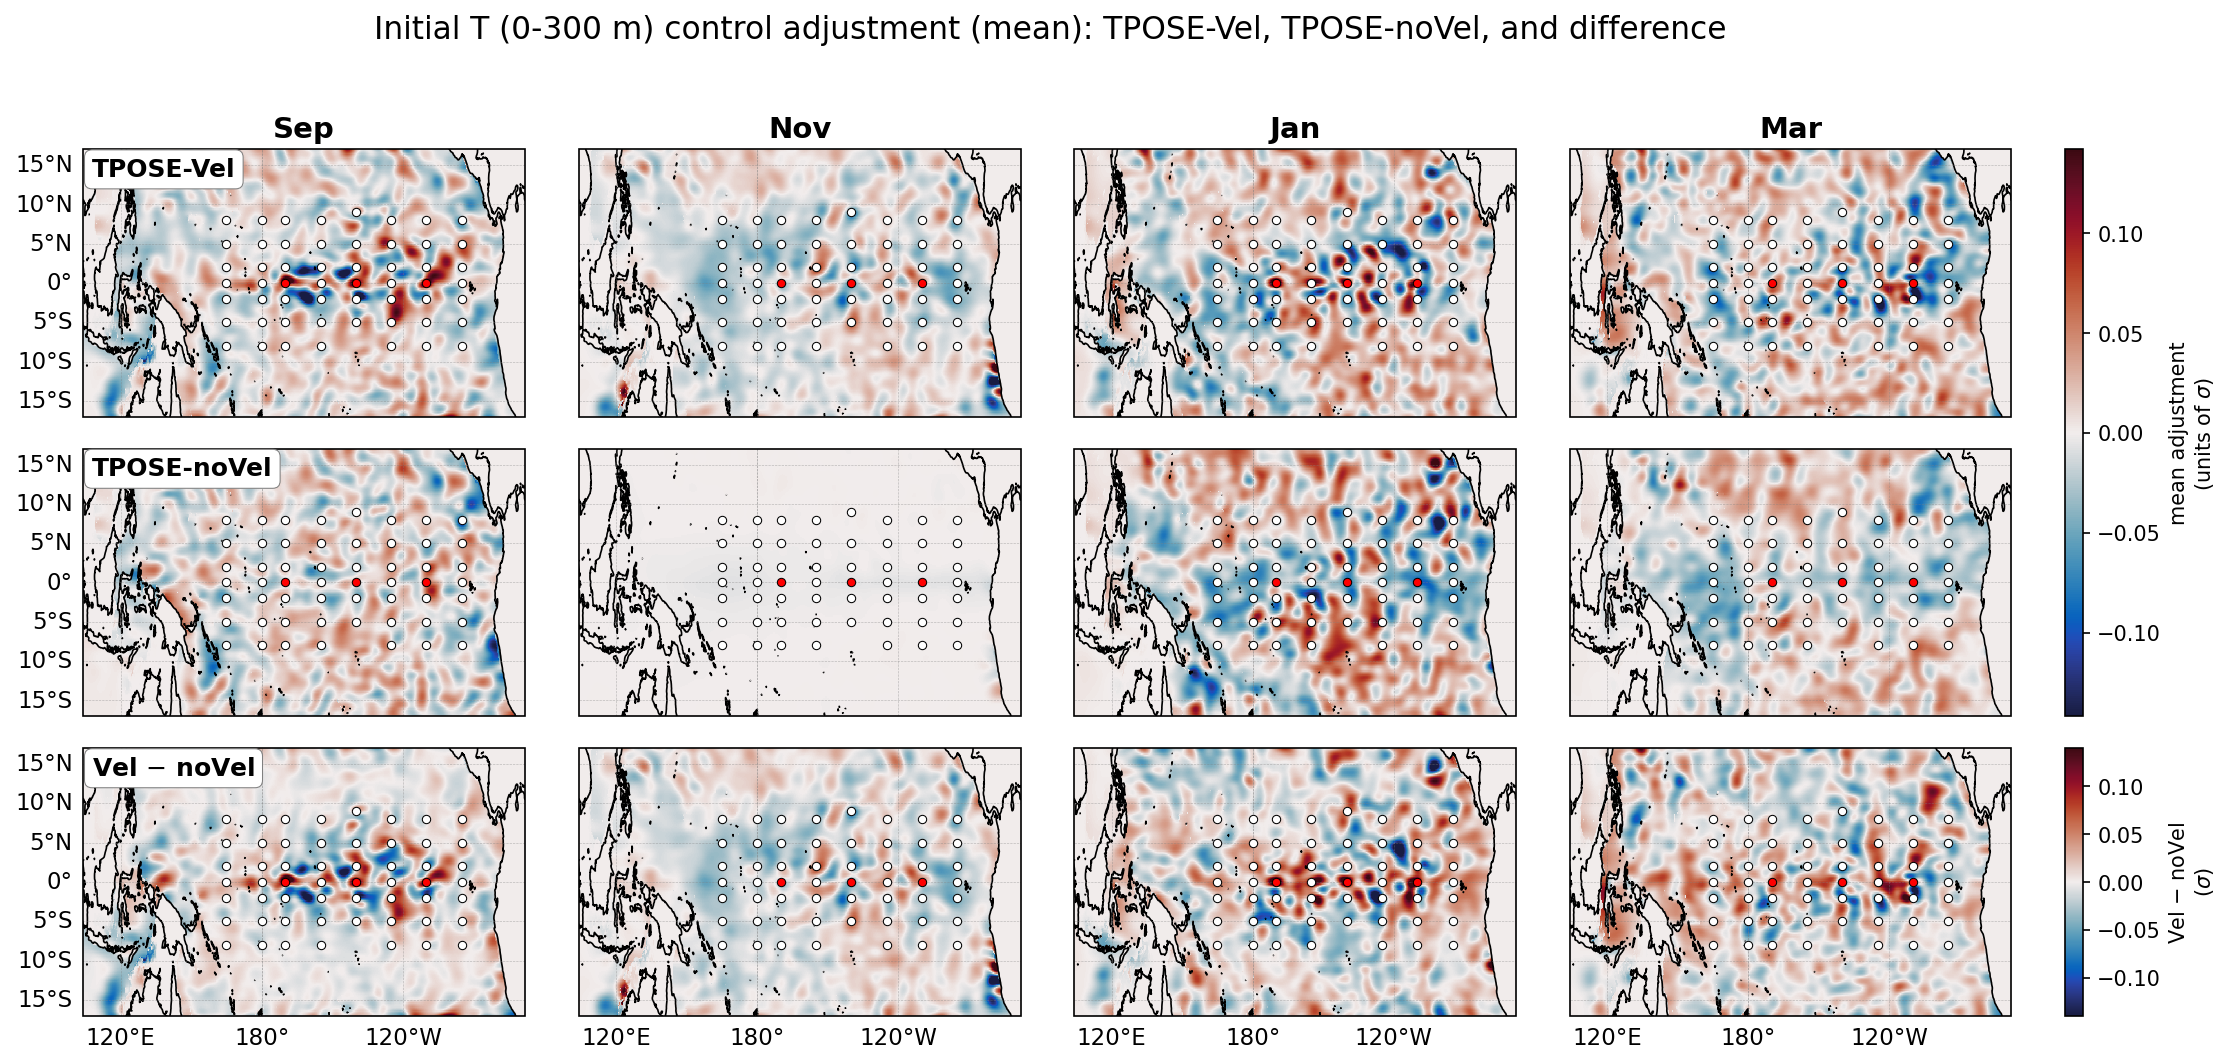 Initial T (0-300 m) control adjustment (mean): TPOSE-Vel, TPOSE-noVel, and difference
Sep
Nov
Jan
Mar
TPOSE-Vel
15°N
10°N
5°N
0°
5°S
10°S
15°S
0.10
0.05
0.00
−0.05
−0.10
mean adjustment
(units of σ)
TPOSE-noVel
15°N
10°N
5°N
0°
5°S
10°S
15°S
Vel − noVel
15°N
10°N
5°N
0°
5°S
10°S
15°S
0.10
0.05
0.00
−0.05
−0.10
Vel − noVel
(σ)
120°E 180° 120°W
120°E 180° 120°W
120°E 180° 120°W
120°E 180° 120°W